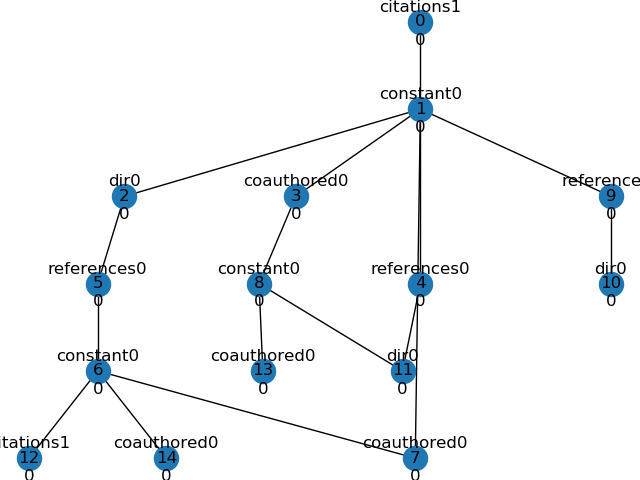 citations1
0
0
constant0
1
0
dir0 coauthored0 reference
2 3 9
0 0 0
references0 constant0 references0 dir0
5 8 4 10
0 0 0 0
constant0 coauthored0 dir0
6 13 11
0 0 0
itations1 coauthored0 coauthored0
12 14 7
0 0 0